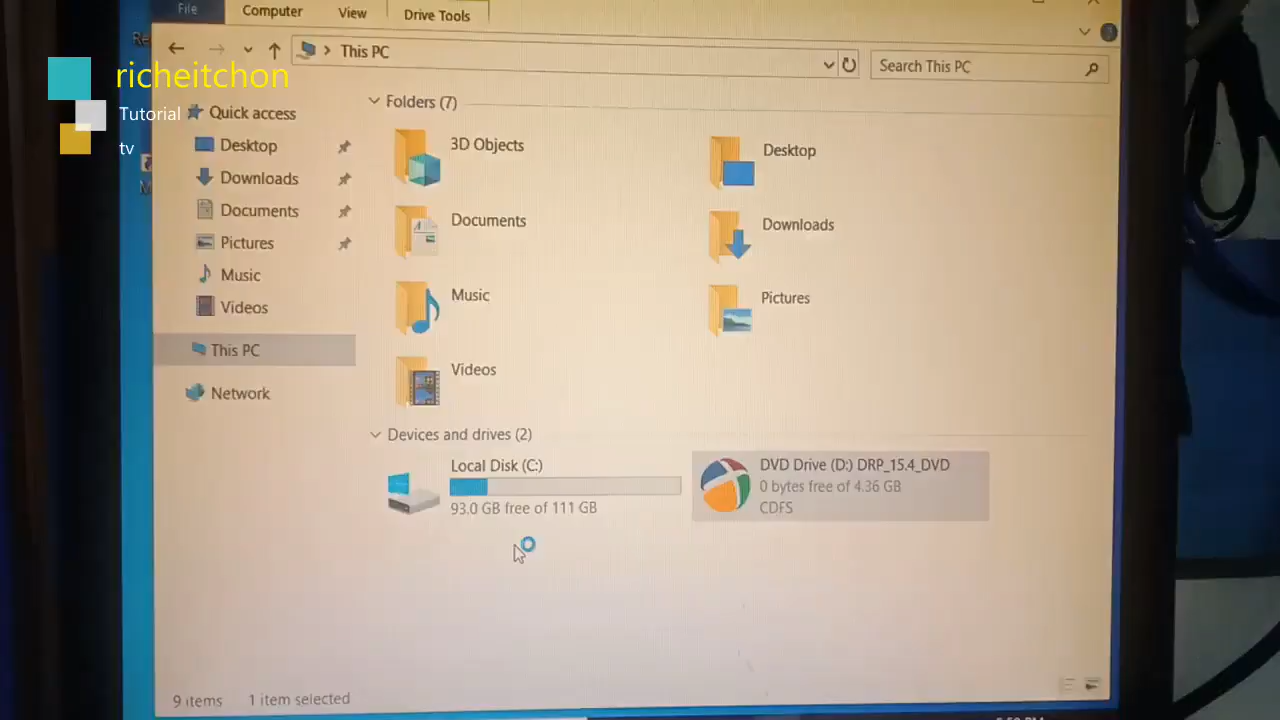 File
Computer
View
Drive Tools
This PC
Search This PC
richeitchon
Tutorial
tv
Quick access
Desktop
Downloads
Documents
Pictures
Music
Videos
This PC
Network
Folders (7)
3D Objects
Desktop
Documents
Downloads
Music
Pictures
Videos
Devices and drives (2)
Local Disk (C:)
93.0 GB free of 111 GB
DVD Drive (D:) DRP_15.4_DVD
0 bytes free of 4.36 GB
CDFS
9 items
1 item selected